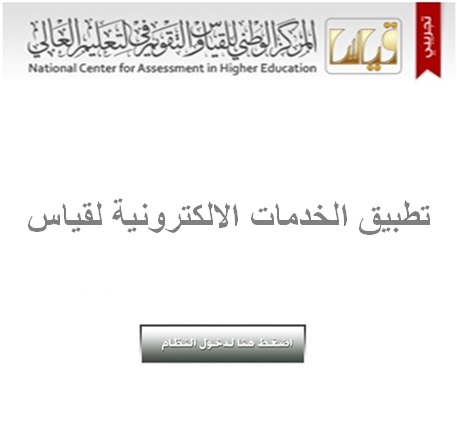 تجريبي
قياس
المركز الوطني للقياس والتقويم في التعليم العالي
National Center for Assessment in Higher Education
تطبيق الخدمات الالكترونية لقياس
اضغط هنا لدخول النظام